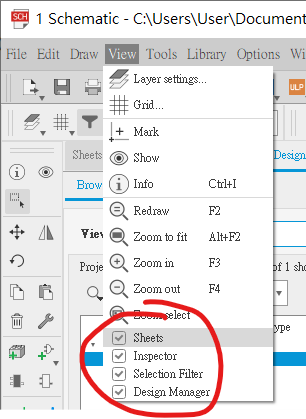 SCH
1 Schematic - C:\Users\User\Document
File Edit Draw View Tools Library Options Wi
ULP
Sheets
Design
Brow
View
Proje
of 1 sho
ype
Layer settings...
Grid...
Mark
Show
Info Ctrl+I
Redraw F2
Zoom to fit Alt+F2
Zoom in F3
Zoom out F4
Zoom select
Sheets
Inspector
Selection Filter
Design Manager